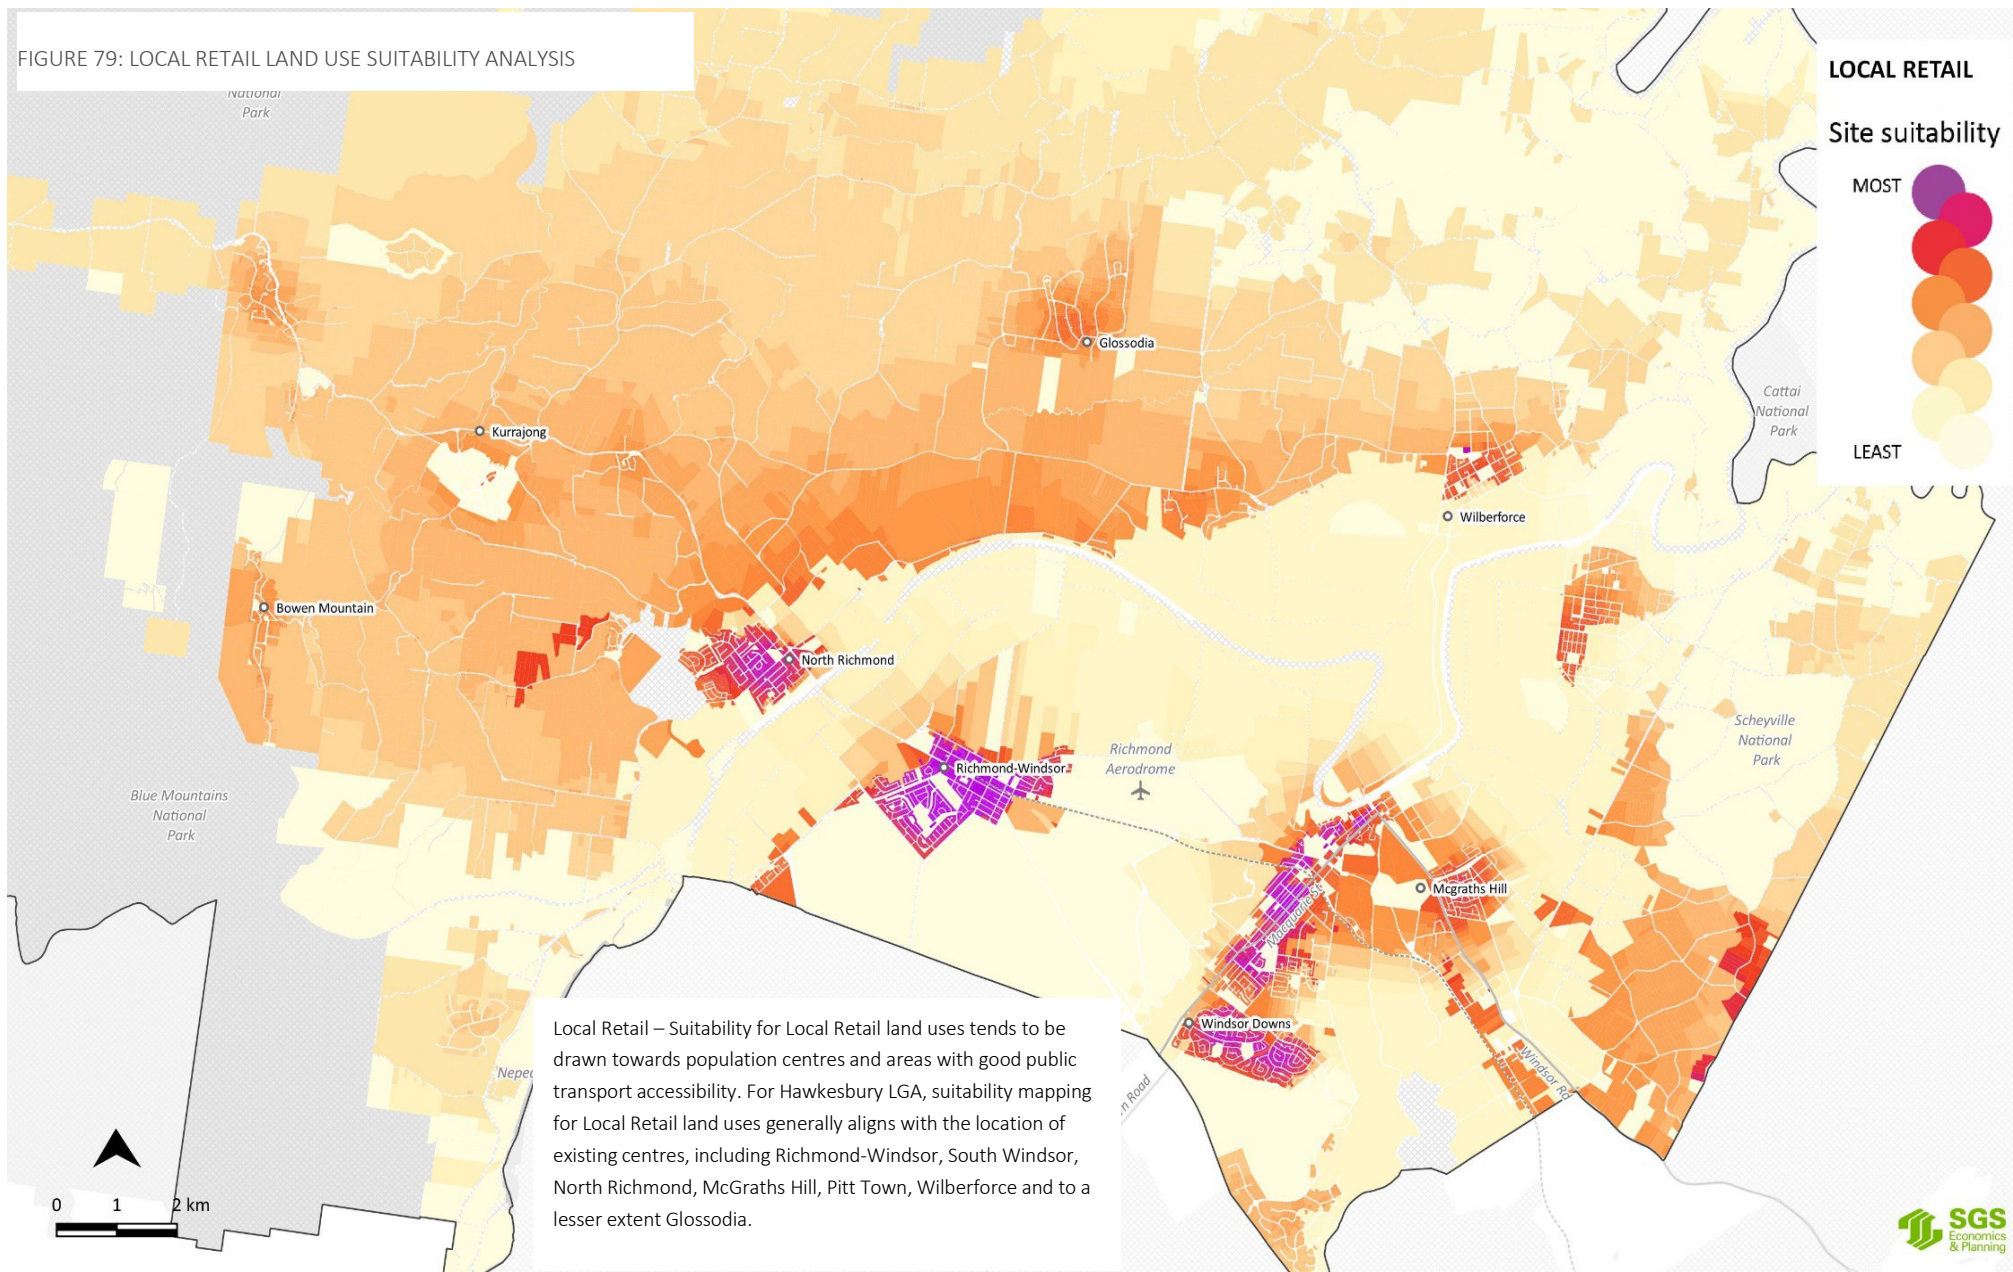 FIGURE 79: LOCAL RETAIL LAND USE SUITABILITY ANALYSIS
LOCAL RETAIL
Site suitability
MOST
LEAST
National
Park
Glossodia
Kurrajong
Cattai
National
Park
Wilberforce
Bowen Mountain
North Richmond
Richmond
Aerodrome
Richmond-Windsor
Scheyville
National
Park
Blue Mountains
National
Park
Mcgraths Hill
Macquarie St
Windsor Downs
Windsor Rd
n Road
Nepe
Local Retail – Suitability for Local Retail land uses tends to be
drawn towards population centres and areas with good public
transport accessibility. For Hawkesbury LGA, suitability mapping
for Local Retail land uses generally aligns with the location of
existing centres, including Richmond-Windsor, South Windsor,
North Richmond, McGraths Hill, Pitt Town, Wilberforce and to a
lesser extent Glossodia.
0 1 2 km
SGS
Economics
& Planning